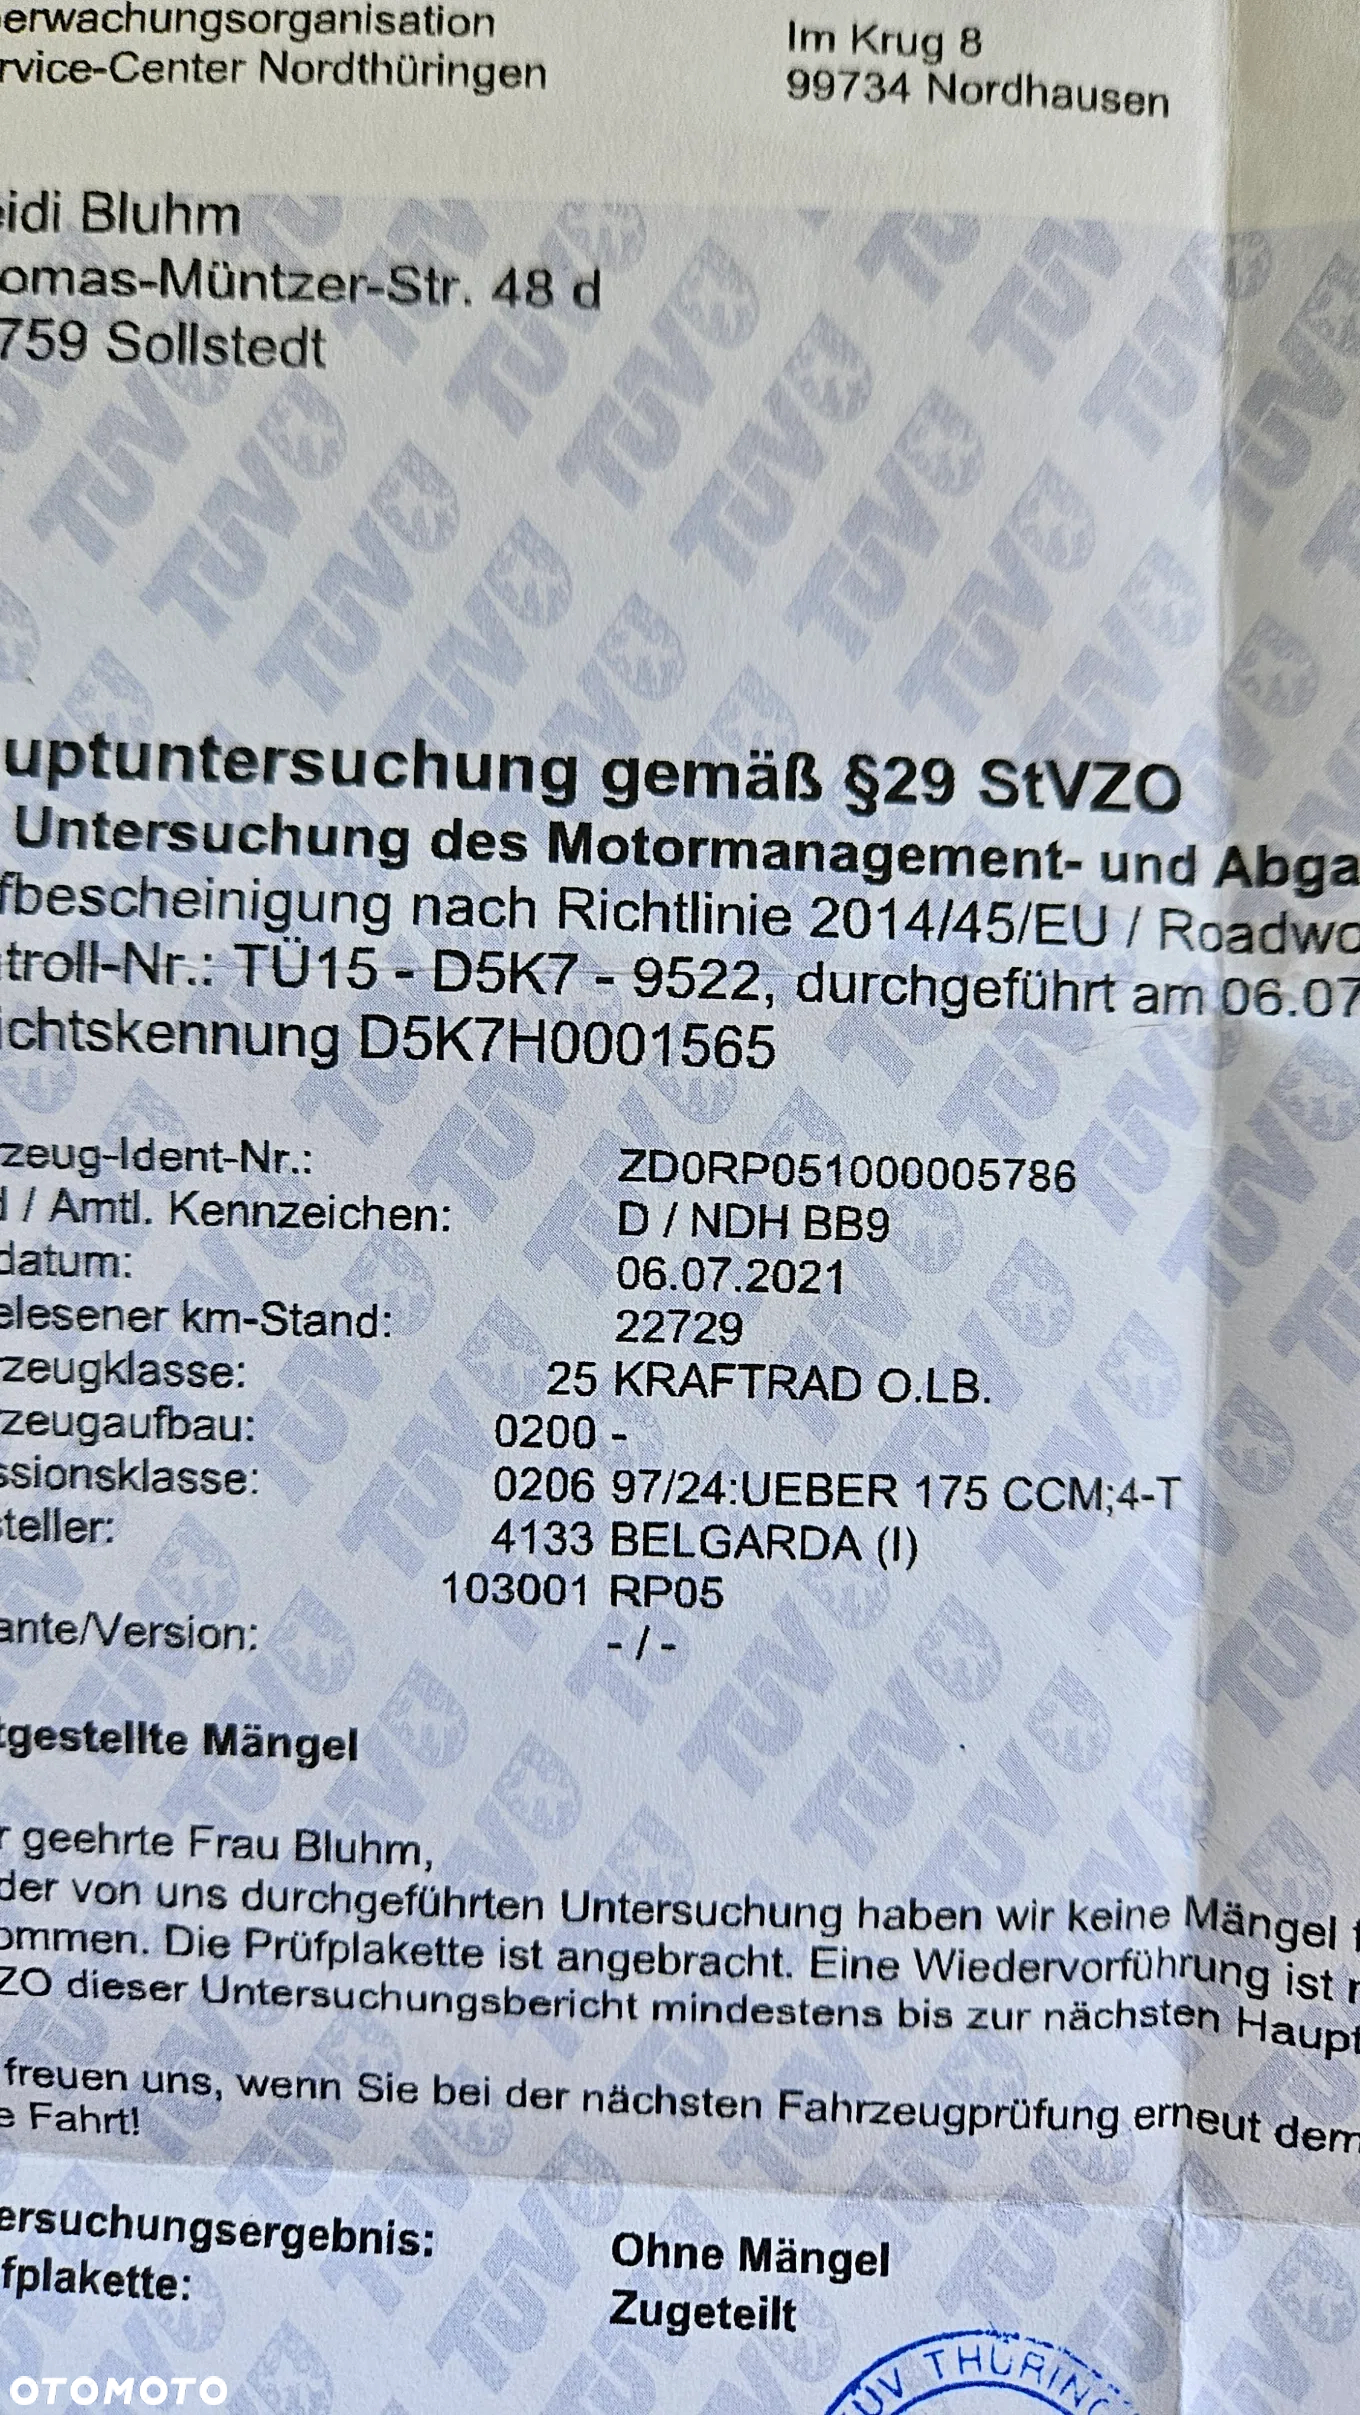 erwachungsorganisation
rvice-Center Nordthüringen
Im Krug 8
99734 Nordhausen
eidi Bluhm
omas-Müntzer-Str. 48 d
759 Sollstedt
uptuntersuchung gemäß §29 StVZO
Untersuchung des Motormanagement- und Abga
fbescheinigung nach Richtlinie 2014/45/EU / Roadwo
troll-Nr.: TÜ15 - D5K7 - 9522, durchgeführt am 06.07
ichtskennung D5K7H0001565
zeug-Ident-Nr.: ZD0RP051000005786
d / Amtl. Kennzeichen: D / NDH BB9
datum: 06.07.2021
elesener km-Stand: 22729
zeugklasse: 25 KRAFTRAD O.LB.
zeugaufbau: 0200 -
ssionsklasse: 0206 97/24:UEBER 175 CCM;4-T
teller: 4133 BELGARDA (I)
103001 RP05
ante/Version: - / -
tgestellte Mängel
r geehrte Frau Bluhm,
der von uns durchgeführten Untersuchung haben wir keine Mängel f
ommen. Die Prüfplakette ist angebracht. Eine Wiedervorführung ist n
ZO dieser Untersuchungsbericht mindestens bis zur nächsten Haupt
freuen uns, wenn Sie bei der nächsten Fahrzeugprüfung erneut dem
e Fahrt!
ersuchungsergebnis: Ohne Mängel
fplakette: Zugeteilt
TÜV THÜRING
OTOMOTO